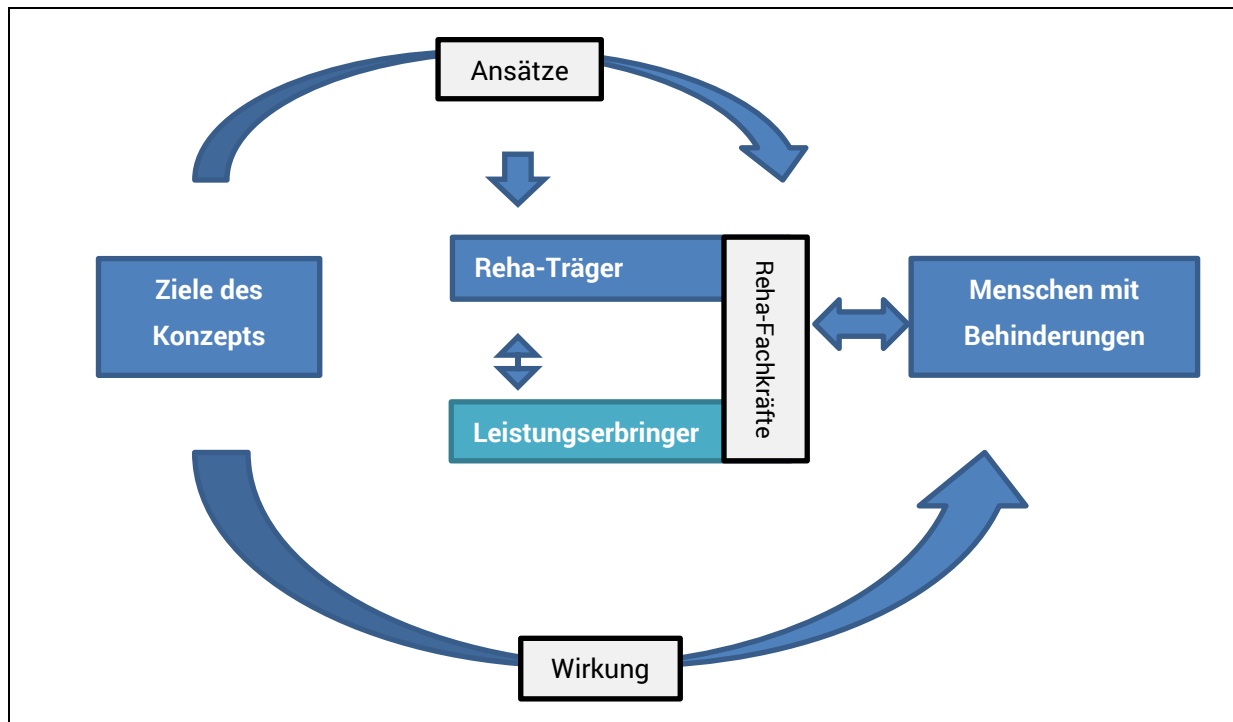 Ansätze
Reha-Träger
Reha-Fachkräfte
Ziele des
Konzepts
Menschen mit
Behinderungen
Leistungserbringer
Wirkung